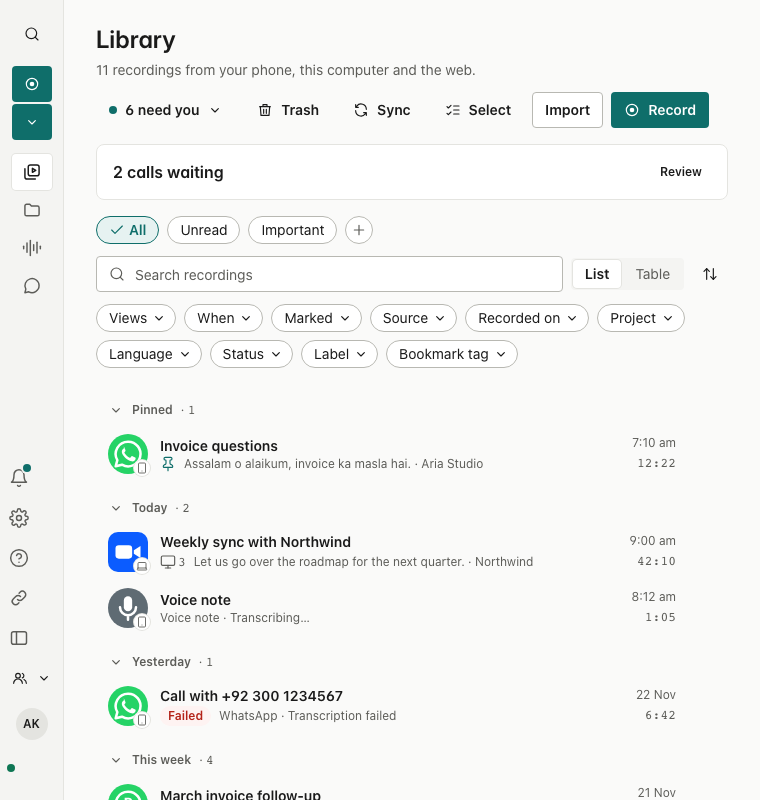 Library
11 recordings from your phone, this computer and the web.
6 need you Trash Sync Select Import Record
2 calls waiting Review
All Unread Important
Search recordings List Table
Views When Marked Source Recorded on Project
Language Status Label Bookmark tag
Pinned · 1
Invoice questions 7:10 am
Assalam o alaikum, invoice ka masla hai. · Aria Studio 12:22
Today · 2
Weekly sync with Northwind 9:00 am
3 Let us go over the roadmap for the next quarter. · Northwind 42:10
Voice note 8:12 am
Voice note · Transcribing... 1:05
Yesterday · 1
Call with +92 300 1234567 22 Nov
Failed WhatsApp · Transcription failed 6:42
AK
This week · 4
March invoice follow-up 21 Nov